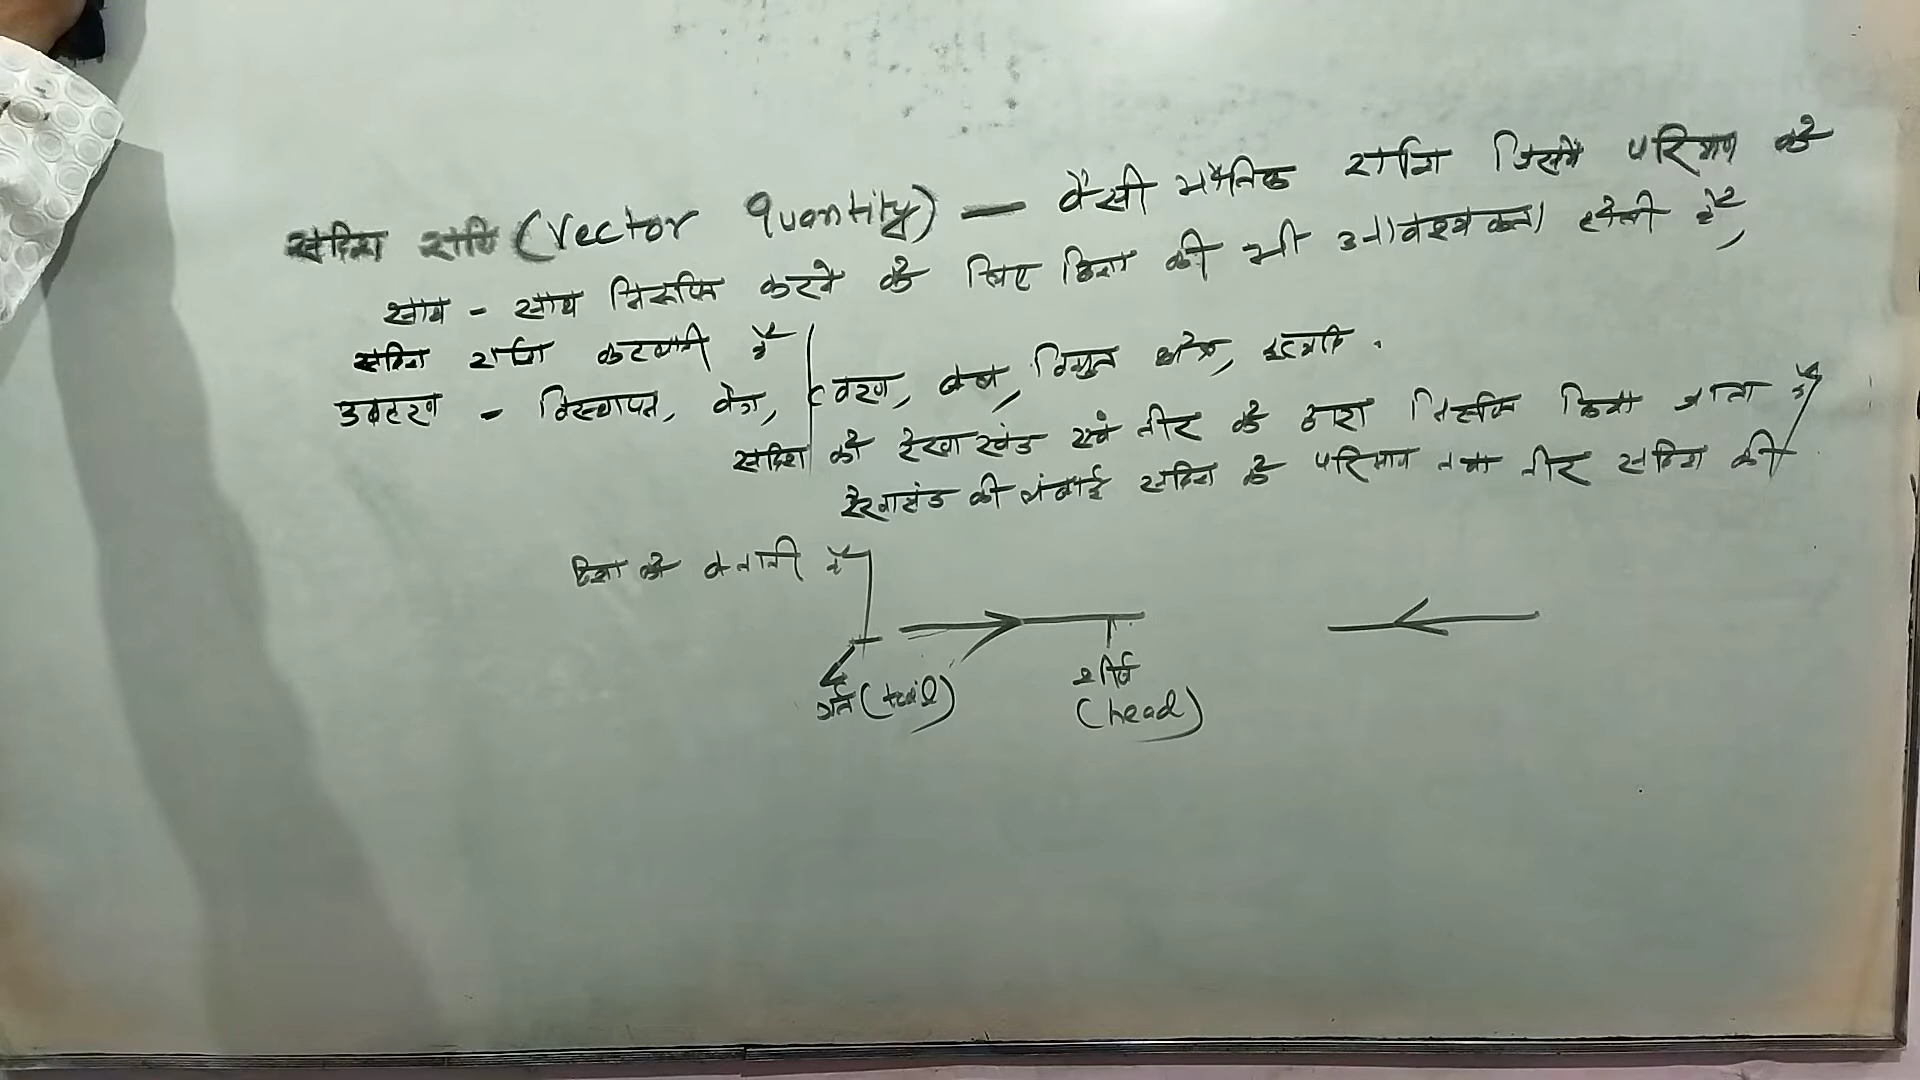 सदिश राशि (Vector Quantity) — वैसी भौतिक राशि जिसमें परिमाण के
साथ - साथ निरूपित करने के लिए दिशा की भी आवश्यकता होती है,
सदिश राशि कहलाती है।
उदाहरण - विस्थापन, वेग, त्वरण, बल, विद्युत क्षेत्र, इत्यादि .
सदिश को रेखाखंड एवं तीर के द्वारा निरूपित किया जाता है।
रेखाखंड की लंबाई सदिश के परिमाण तथा तीर सदिश की
दिशा को बताती है।
(tail)
शीर्ष
(head)